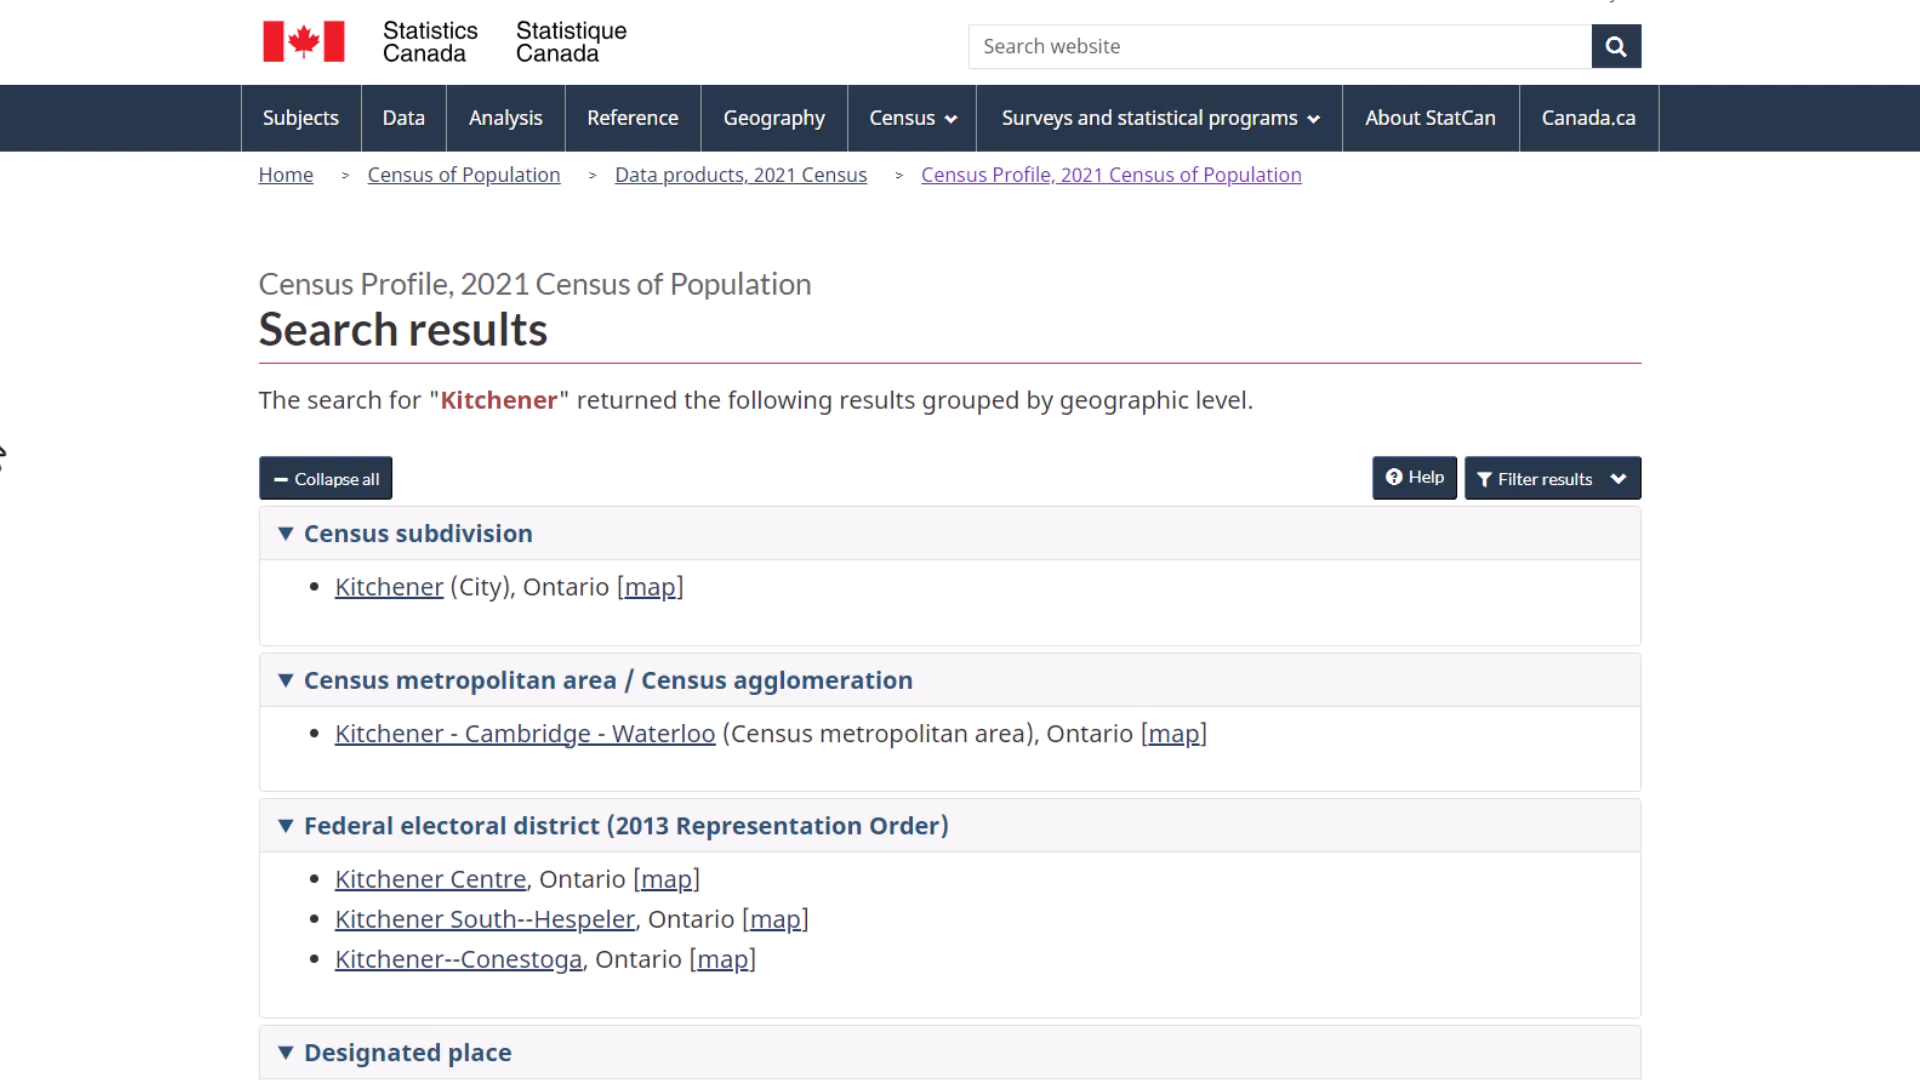 Statistics Canada
Statistique Canada
Search website
Subjects
Data
Analysis
Reference
Geography
Census
Surveys and statistical programs
About StatCan
Canada.ca
Home > Census of Population > Data products, 2021 Census > Census Profile, 2021 Census of Population
Census Profile, 2021 Census of Population
Search results
The search for "Kitchener" returned the following results grouped by geographic level.
Collapse all
Help
Filter results
Census subdivision
• Kitchener (City), Ontario [map]
Census metropolitan area / Census agglomeration
• Kitchener - Cambridge - Waterloo (Census metropolitan area), Ontario [map]
Federal electoral district (2013 Representation Order)
• Kitchener Centre, Ontario [map]
• Kitchener South--Hespeler, Ontario [map]
• Kitchener--Conestoga, Ontario [map]
Designated place